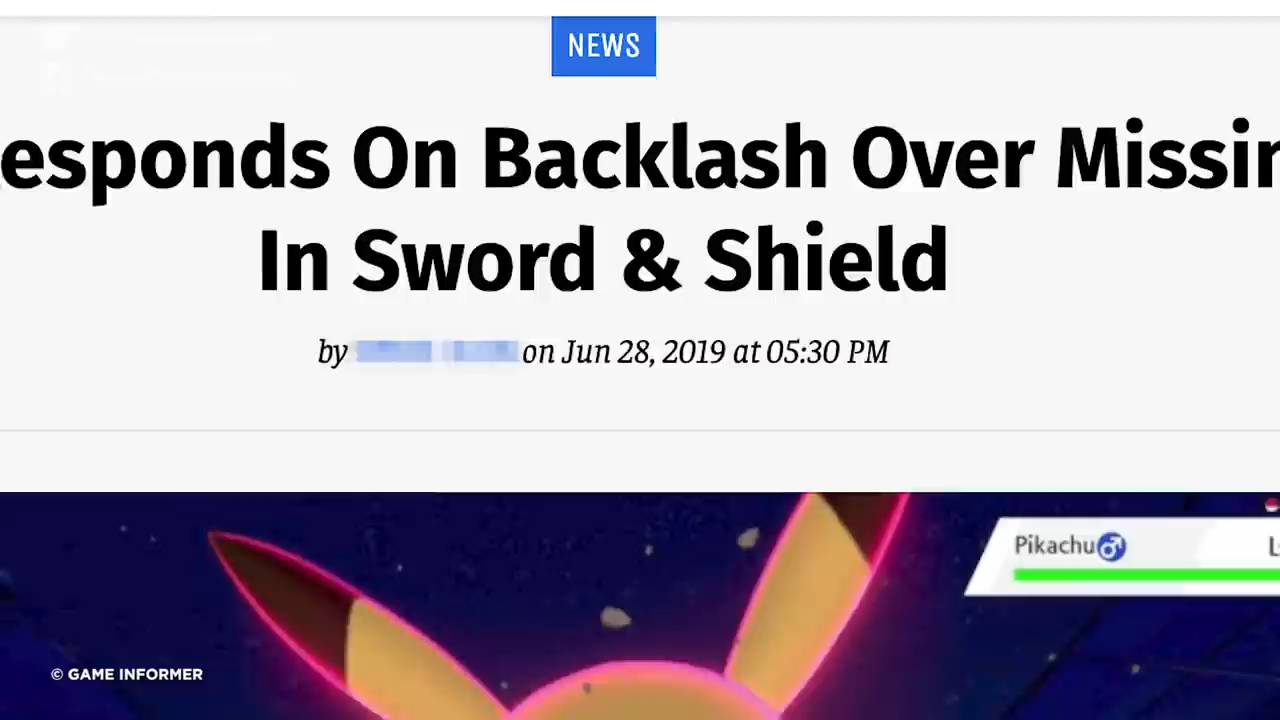 NEWS
esponds On Backlash Over Missin
In Sword & Shield
by on Jun 28, 2019 at 05:30 PM
Pikachu♂ L
© GAME INFORMER